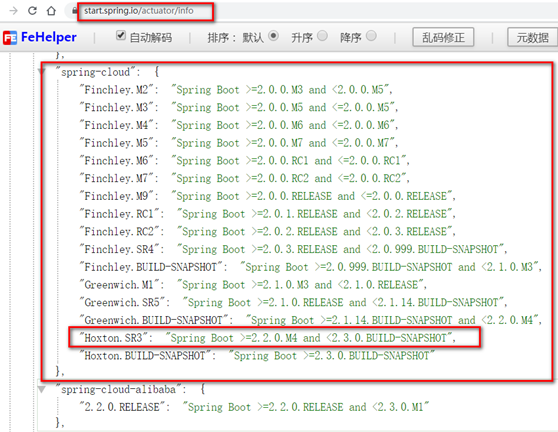 start.spring.io/actuator/info
FeHelper 自动解码 排序: 默认 升序 降序 乱码修正 元数据
},
"spring-cloud": {
"Finchley.M2": "Spring Boot >=2.0.0.M3 and <2.0.0.M5",
"Finchley.M3": "Spring Boot >=2.0.0.M5 and <=2.0.0.M5",
"Finchley.M4": "Spring Boot >=2.0.0.M6 and <=2.0.0.M6",
"Finchley.M5": "Spring Boot >=2.0.0.M7 and <=2.0.0.M7",
"Finchley.M6": "Spring Boot >=2.0.0.RC1 and <=2.0.0.RC1",
"Finchley.M7": "Spring Boot >=2.0.0.RC2 and <=2.0.0.RC2",
"Finchley.M9": "Spring Boot >=2.0.0.RELEASE and <=2.0.0.RELEASE",
"Finchley.RC1": "Spring Boot >=2.0.1.RELEASE and <=2.0.1.RELEASE",
"Finchley.RC2": "Spring Boot >=2.0.2.RELEASE and <2.0.3.RELEASE",
"Finchley.SR4": "Spring Boot >=2.0.3.RELEASE and <2.0.999.BUILD-SNAPSHOT",
"Finchley.BUILD-SNAPSHOT": "Spring Boot >=2.0.999.BUILD-SNAPSHOT and <2.1.0.M3",
"Greenwich.M1": "Spring Boot >=2.1.0.M3 and <2.1.0.RELEASE",
"Greenwich.SR5": "Spring Boot >=2.1.0.RELEASE and <2.1.14.BUILD-SNAPSHOT",
"Greenwich.BUILD-SNAPSHOT": "Spring Boot >=2.1.14.BUILD-SNAPSHOT and <2.2.0.M4",
"Hoxton.SR3": "Spring Boot >=2.2.0.M4 and <2.3.0.BUILD-SNAPSHOT",
"Hoxton.BUILD-SNAPSHOT": "Spring Boot >=2.3.0.BUILD-SNAPSHOT"
},
"spring-cloud-alibaba": {
"2.2.0.RELEASE": "Spring Boot >=2.2.0.RELEASE and <2.3.0.M1"
},